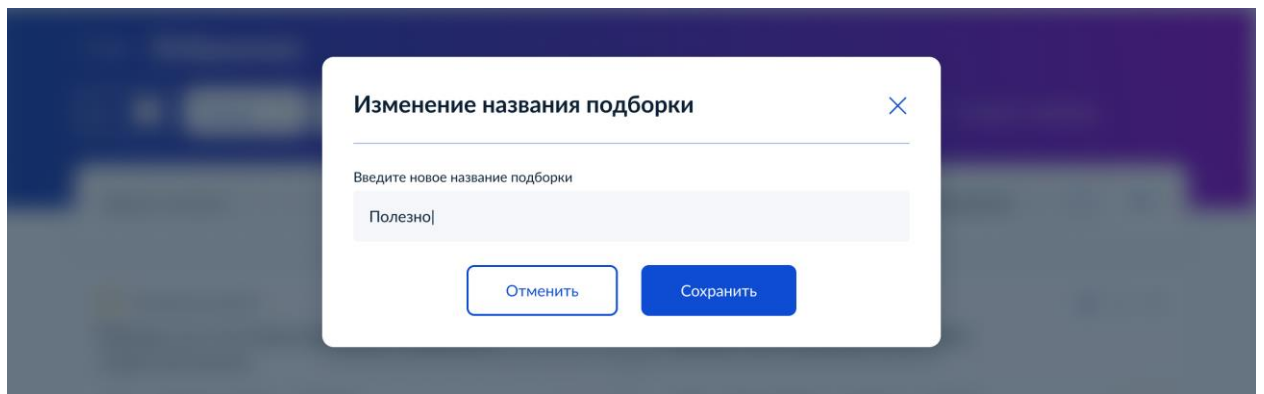 Изменение названия подборки
Введите новое название подборки
Полезно
Отменить
Сохранить